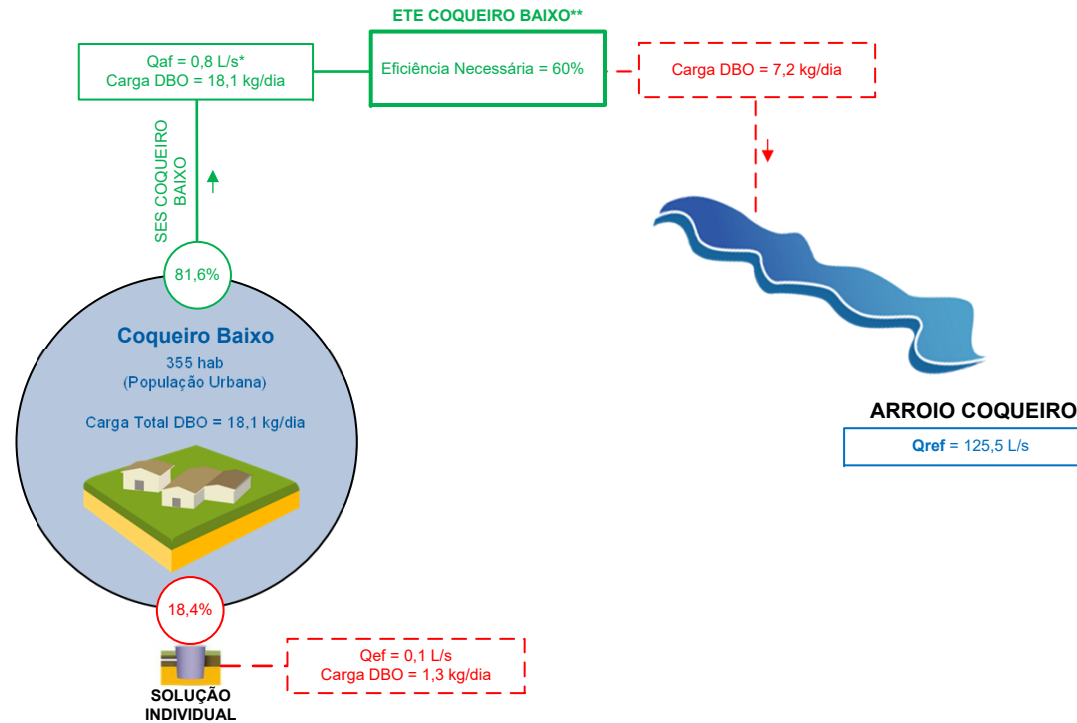 ETE COQUEIRO BAIXO**
Qaf = 0,8 L/s*
Carga DBO = 18,1 kg/dia
Eficiência Necessária = 60%
Carga DBO = 7,2 kg/dia
SES COQUEIRO
BAIXO
81,6%
Coqueiro Baixo
355 hab
(População Urbana)
Carga Total DBO = 18,1 kg/dia
ARROIO COQUEIRO
Qref = 125,5 L/s
18,4%
Qef = 0,1 L/s
Carga DBO = 1,3 kg/dia
SOLUÇÃO
INDIVIDUAL